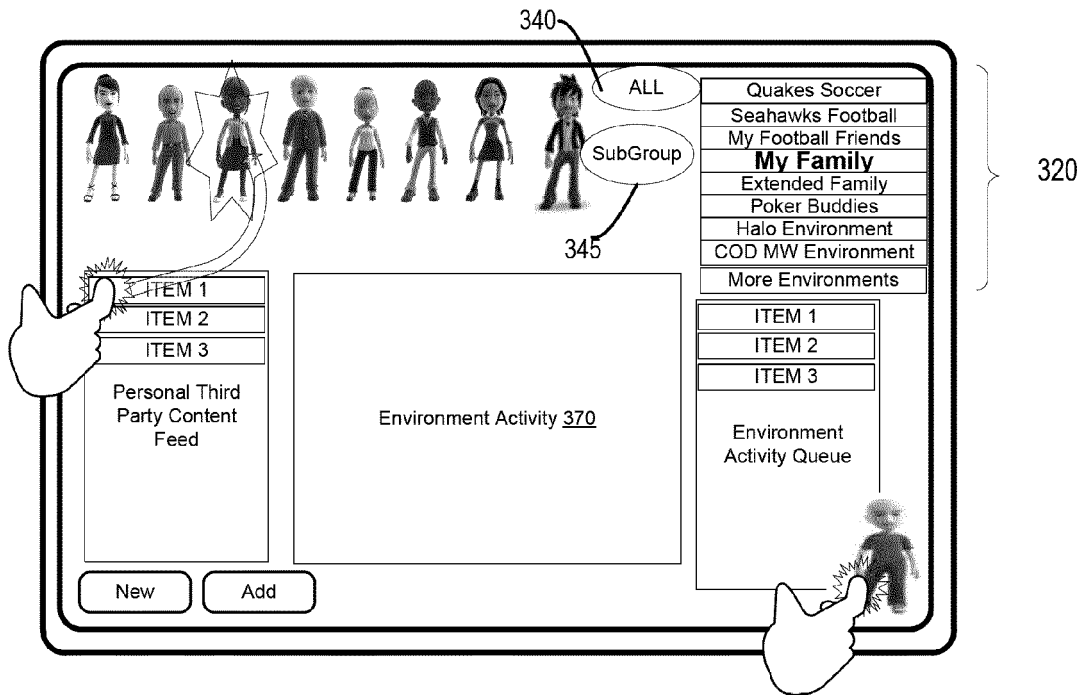 340
ALL
SubGroup
345
Quakes Soccer
Seahawks Football
My Football Friends
My Family
Extended Family
Poker Buddies
Halo Environment
COD MW Environment
More Environments
320
ITEM 1
ITEM 2
ITEM 3
Personal Third
Party Content
Feed
Environment Activity 370
ITEM 1
ITEM 2
ITEM 3
Environment
Activity Queue
New
Add